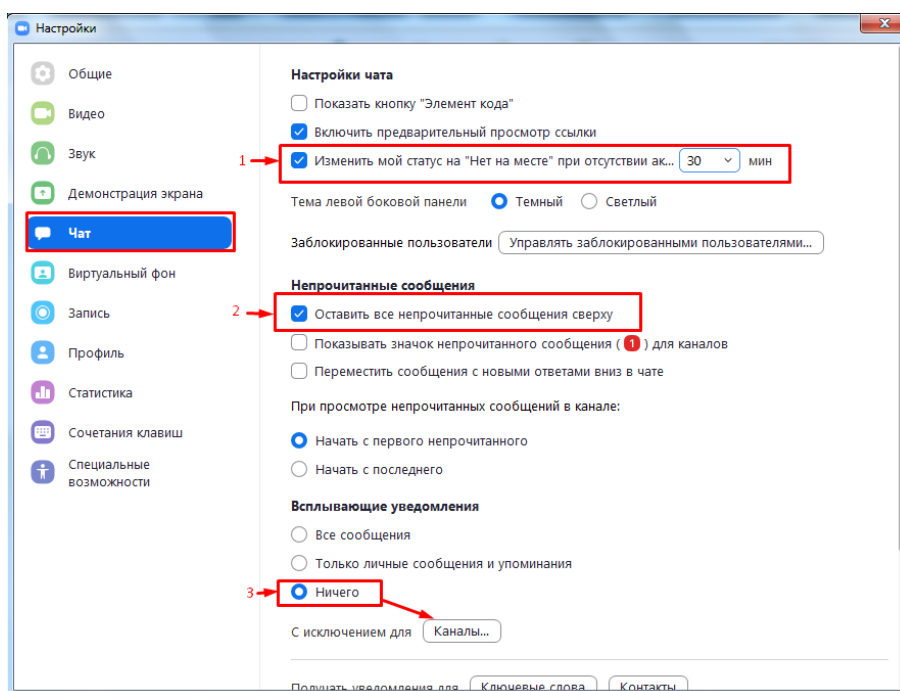 Настройки
Общие
Видео
Звук
Демонстрация экрана
Чат
Виртуальный фон
Запись
Профиль
Статистика
Сочетания клавиш
Специальные
возможности
Настройки чата
Показать кнопку "Элемент кода"
Включить предварительный просмотр ссылки
1 Изменить мой статус на "Нет на месте" при отсутствии ак... 30 мин
Тема левой боковой панели Темный Светлый
Заблокированные пользователи Управлять заблокированными пользователями...
Непрочитанные сообщения
2 Оставить все непрочитанные сообщения сверху
Показывать значок непрочитанного сообщения ( 1 ) для каналов
Переместить сообщения с новыми ответами вниз в чате
При просмотре непрочитанных сообщений в канале:
Начать с первого непрочитанного
Начать с последнего
Всплывающие уведомления
Все сообщения
Только личные сообщения и упоминания
3 Ничего
С исключением для Каналы...
Получать уведомления для Ключевые слова Контакты